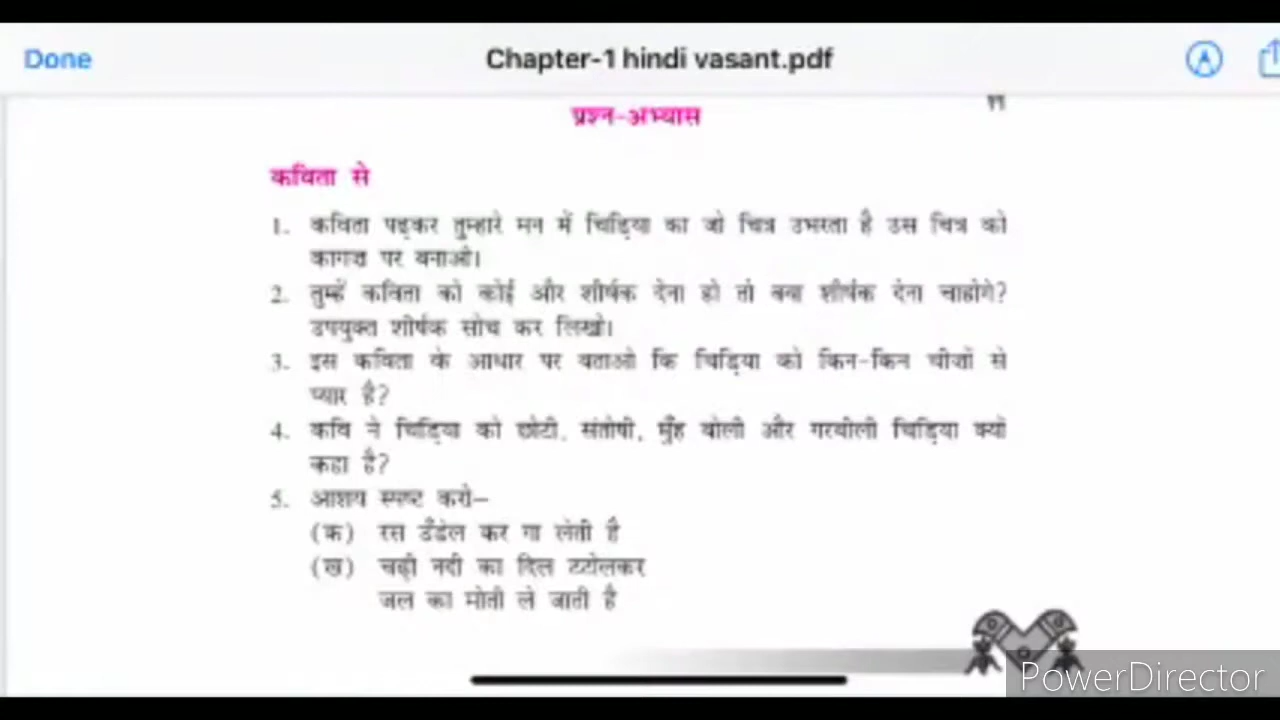 Done
Chapter-1 hindi vasant.pdf
११
प्रश्न-अभ्यास
कविता से
1. कविता पढ़कर तुम्हारे मन में चिड़िया का जो चित्र उभरता है उस चित्र को
कागज़ पर बनाओ।
2. तुम्हें कविता को कोई और शीर्षक देना हो तो क्या शीर्षक देना चाहोगे?
उपयुक्त शीर्षक सोच कर लिखो।
3. इस कविता के आधार पर बताओ कि चिड़िया को किन-किन चीज़ों से
प्यार है?
4. कवि ने चिड़िया को छोटी, संतोषी, मुँह बोली और गरबीली चिड़िया क्यों
कहा है?
5. आशय स्पष्ट करो–
(क) रस उँडेल कर गा लेती है
(ख) चढ़ी नदी का दिल टटोलकर
जल का मोती ले जाती है
PowerDirector